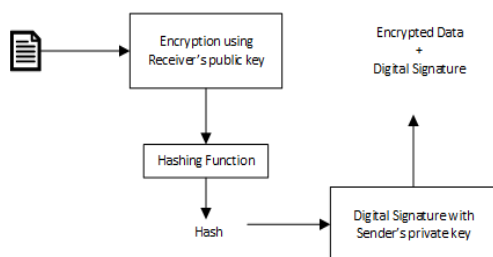 Encryption using
Receiver's public key
Encrypted Data
+
Digital Signature
Hashing Function
Hash
Digital Signature with
Sender's private key